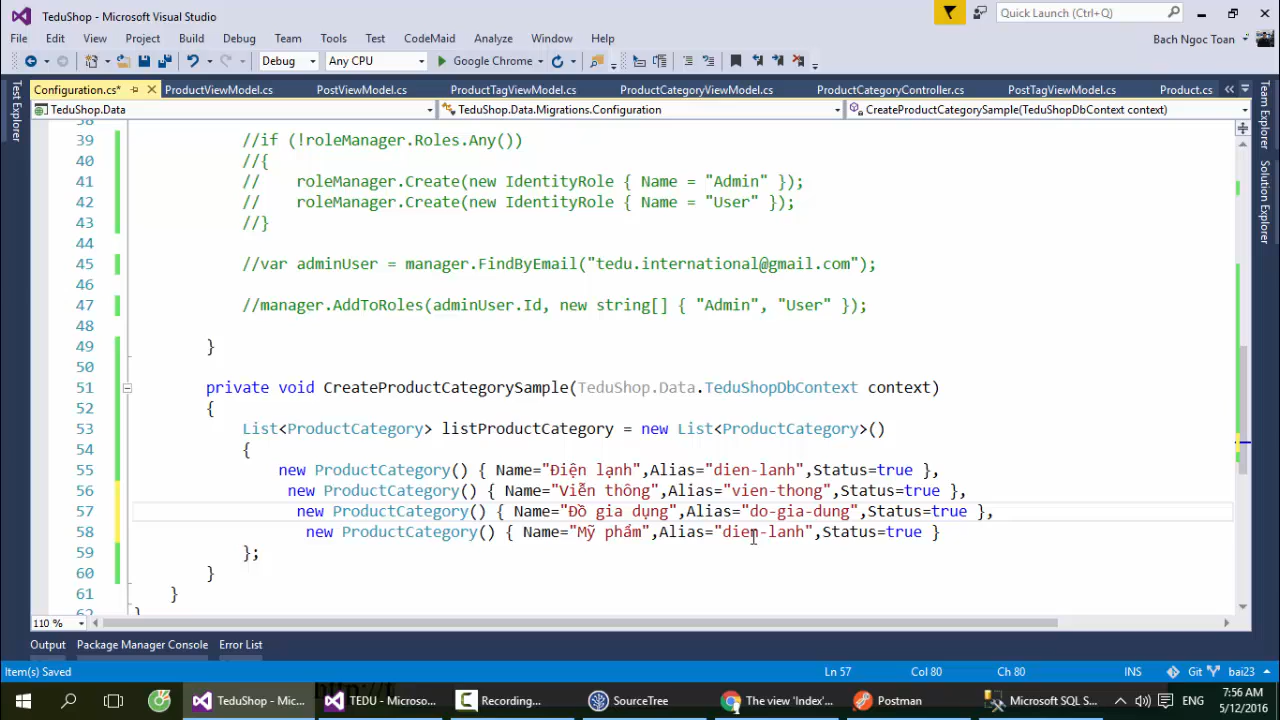 TeduShop - Microsoft Visual Studio
Quick Launch (Ctrl+Q)
File Edit View Project Build Debug Team Tools Test CodeMaid Analyze Window Help
Bach Ngoc Toan
Debug Any CPU Google Chrome
Configuration.cs* ProductViewModel.cs PostViewModel.cs ProductTagViewModel.cs ProductCategoryViewModel.cs ProductCategoryController.cs PostTagViewModel.cs Product.cs
TeduShop.Data TeduShop.Data.Migrations.Configuration CreateProductCategorySample(TeduShopDbContext context)
Test Explorer
Team Explorer
Solution Explorer
38
39 //if (!roleManager.Roles.Any())
40 //{
41 // roleManager.Create(new IdentityRole { Name = "Admin" });
42 // roleManager.Create(new IdentityRole { Name = "User" });
43 //}
44
45 //var adminUser = manager.FindByEmail("tedu.international@gmail.com");
46
47 //manager.AddToRoles(adminUser.Id, new string[] { "Admin", "User" });
48
49 }
50
51 private void CreateProductCategorySample(TeduShop.Data.TeduShopDbContext context)
52 {
53 List<ProductCategory> listProductCategory = new List<ProductCategory>()
54 {
55 new ProductCategory() { Name="Điện lạnh",Alias="dien-lanh",Status=true },
56 new ProductCategory() { Name="Viễn thông",Alias="vien-thong",Status=true },
57 new ProductCategory() { Name="Đồ gia dụng",Alias="do-gia-dung",Status=true },
58 new ProductCategory() { Name="Mỹ phẩm",Alias="dien-lanh",Status=true }
59 };
60 }
61 }
62 }
110 %
Output Package Manager Console Error List
Item(s) Saved Ln 57 Col 80 Ch 80 INS Git bai23
TeduShop - Mic... TEDU - Microso... Recording... SourceTree The view 'Index'... Postman Microsoft SQL S... ENG
7:56 AM
5/12/2016